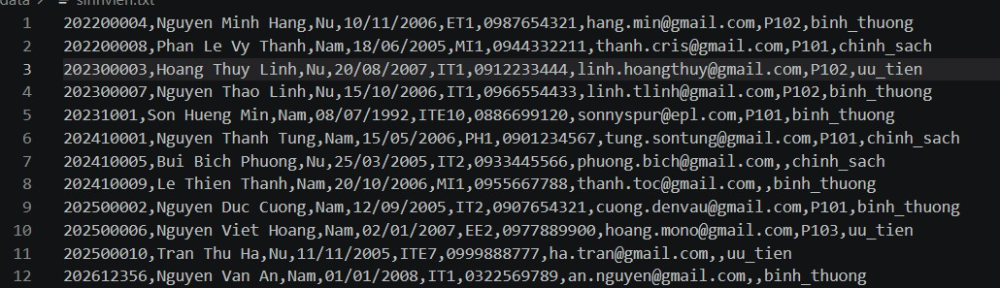 data > sinhvien.txt
1 202200004,Nguyen Minh Hang,Nu,10/11/2006,ET1,0987654321,hang.min@gmail.com,P102,binh_thuong
2 202200008,Phan Le Vy Thanh,Nam,18/06/2005,MI1,0944332211,thanh.cris@gmail.com,P101,chinh_sach
3 202300003,Hoang Thuy Linh,Nu,20/08/2007,IT1,0912233444,linh.hoangthuy@gmail.com,P102,uu_tien
4 202300007,Nguyen Thao Linh,Nu,15/10/2006,IT1,0966554433,linh.tlinh@gmail.com,P102,binh_thuong
5 20231001,Son Hueng Min,Nam,08/07/1992,ITE10,0886699120,sonnyspur@epl.com,P101,binh_thuong
6 202410001,Nguyen Thanh Tung,Nam,15/05/2006,PH1,0901234567,tung.sontung@gmail.com,P101,chinh_sach
7 202410005,Bui Bich Phuong,Nu,25/03/2005,IT2,0933445566,phuong.bich@gmail.com,,chinh_sach
8 202410009,Le Thien Thanh,Nam,20/10/2006,MI1,0955667788,thanh.toc@gmail.com,,binh_thuong
9 202500002,Nguyen Duc Cuong,Nam,12/09/2005,IT2,0907654321,cuong.denvau@gmail.com,P101,binh_thuong
10 202500006,Nguyen Viet Hoang,Nam,02/01/2007,EE2,0977889900,hoang.mono@gmail.com,P103,uu_tien
11 202500010,Tran Thu Ha,Nu,11/11/2005,ITE7,0999888777,ha.tran@gmail.com,,uu_tien
12 202612356,Nguyen Van An,Nam,01/01/2008,IT1,0322569789,an.nguyen@gmail.com,,binh_thuong